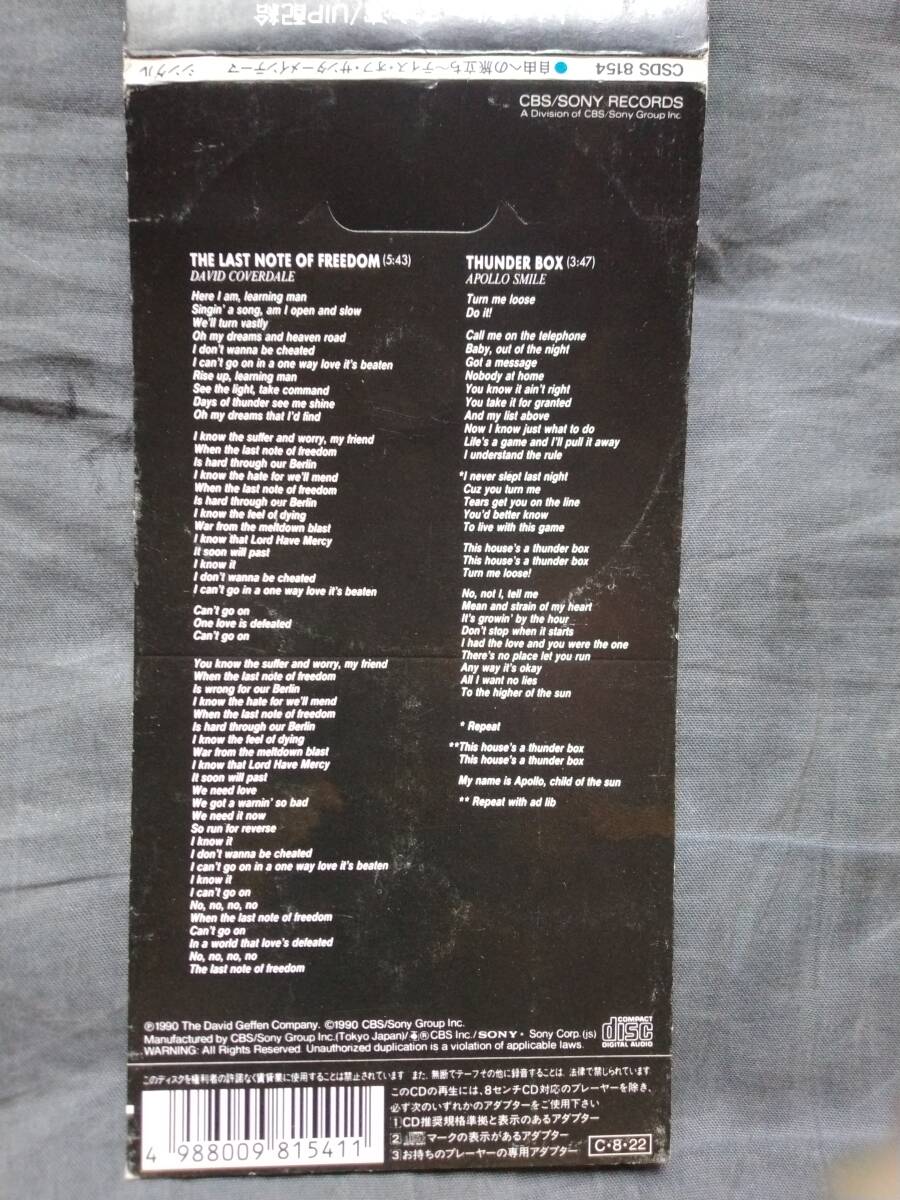 UIP配給
CSDS 8154 ●自由への旅立ち〜デイズ・オブ・サンダーメインテーマ シングル
CBS/SONY RECORDS
A Division of CBS/Sony Group Inc.
THE LAST NOTE OF FREEDOM (5:43)
DAVID COVERDALE
Here I am, learning man
Singin' a song, am I open and slow
We'll turn vastly
Oh my dreams and heaven road
I don't wanna be cheated
I can't go on in a one way love it's beaten
Rise up, learning man
See the light, take command
Days of thunder see me shine
Oh my dreams that I'd find
I know the suffer and worry, my friend
When the last note of freedom
Is hard through our Berlin
I know the hate for we'll mend
When the last note of freedom
Is hard through our Berlin
I know the feel of dying
War from the meltdown blast
I know that Lord Have Mercy
It soon will past
I know it
I don't wanna be cheated
I can't go in a one way love it's beaten
Can't go on
One love is defeated
Can't go on
You know the suffer and worry, my friend
When the last note of freedom
Is wrong for our Berlin
I know the hate for we'll mend
When the last note of freedom
Is hard through our Berlin
I know the feel of dying
War from the meltdown blast
I know that Lord Have Mercy
It soon will past
We need love
We got a warnin' so bad
We need it now
So run for reverse
I know it
I don't wanna be cheated
I can't go on in a one way love it's beaten
I know it
I can't go on
No, no, no, no
When the last note of freedom
Can't go on
In a world that love's defeated
No, no, no, no
The last note of freedom
THUNDER BOX (3:47)
APOLLO SMILE
Turn me loose
Do it!
Call me on the telephone
Baby, out of the night
Got a message
Nobody at home
You know it ain't right
You take it for granted
And my list above
Now I know just what to do
Life's a game and I'll pull it away
I understand the rule
*I never slept last night
Cuz you turn me
Tears get you on the line
You'd better know
To live with this game
This house's a thunder box
This house's a thunder box
Turn me loose!
No, not I, tell me
Mean and strain of my heart
It's growin' by the hour
Don't stop when it starts
I had the love and you were the one
There's no place let you run
Any way it's okay
All I want no lies
To the higher of the sun
* Repeat
**This house's a thunder box
This house's a thunder box
My name is Apollo, child of the sun
** Repeat with ad lib
℗1990 The David Geffen Company. ©1990 CBS/Sony Group Inc.
Manufactured by CBS/Sony Group Inc.(Tokyo Japan)/®CBS Inc./SONY® Sony Corp.(js)
WARNING: All Rights Reserved. Unauthorized duplication is a violation of applicable laws.
COMPACT
disc
DIGITAL AUDIO
このディスクを権利者の許諾なく賃貸業に使用することは禁止されています また、無断でテープその他に録音することは、法律で禁じられています
このCDの再生には、8センチCD対応のプレーヤーを除き、
必ず次のいずれかのアダプターをご使用下さい
1 CD推奨規格準拠と表示のあるアダプター
2 マークの表示があるアダプター
3 お持ちのプレーヤーの専用アダプター
C・8・22
4 988009 815411